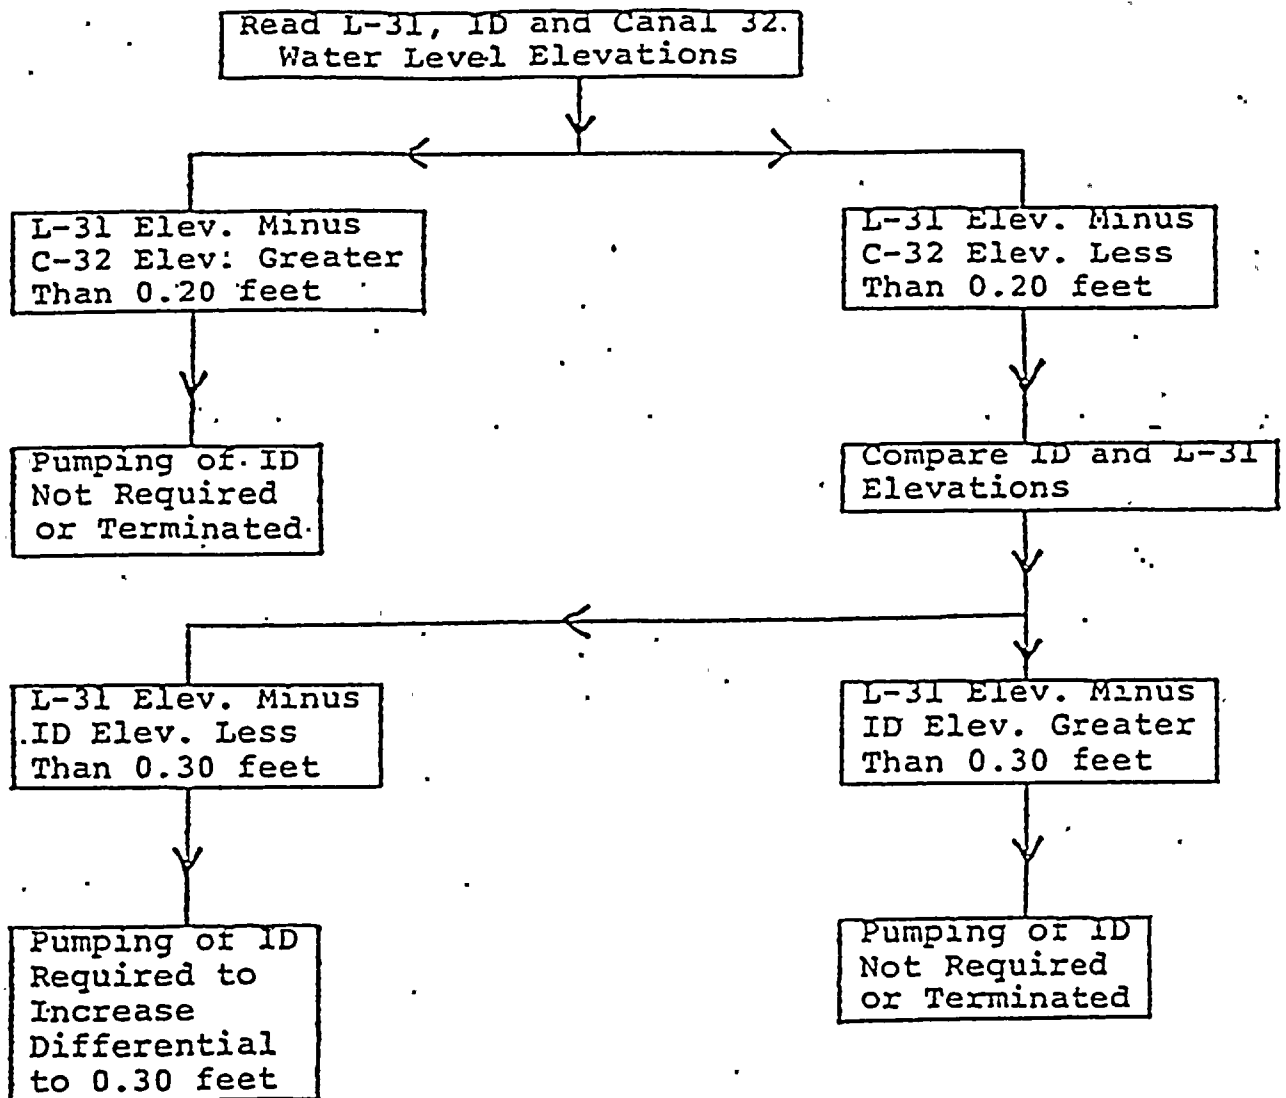 Read L-31, ID and Canal 32.
Water Level Elevations
L-31 Elev. Minus
C-32 Elev. Greater
Than 0.20 feet
L-31 Elev. Minus
C-32 Elev. Less
Than 0.20 feet
Pumping of ID
Not Required
or Terminated
Compare ID and L-31
Elevations
L-31 Elev. Minus
ID Elev. Less
Than 0.30 feet
L-31 Elev. Minus
ID Elev. Greater
Than 0.30 feet
Pumping of ID
Required to
Increase
Differential
to 0.30 feet
Pumping of ID
Not Required
or Terminated